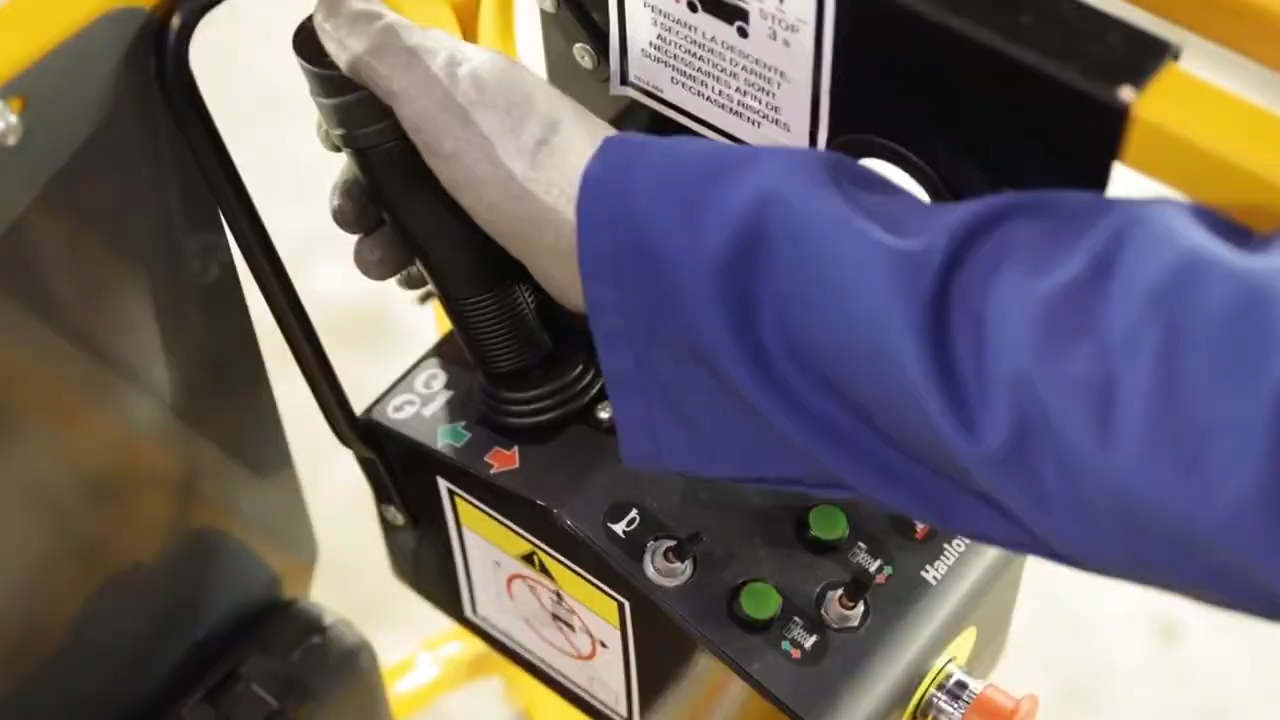 STOP
3 s
PENDANT LA DESCENTE,
3 SECONDES D'ARRET
AUTOMATIQUE SONT
NECESSAIRES AFIN DE
SUPPRIMER LES RISQUES
D'ECRASEMENT
Haulo